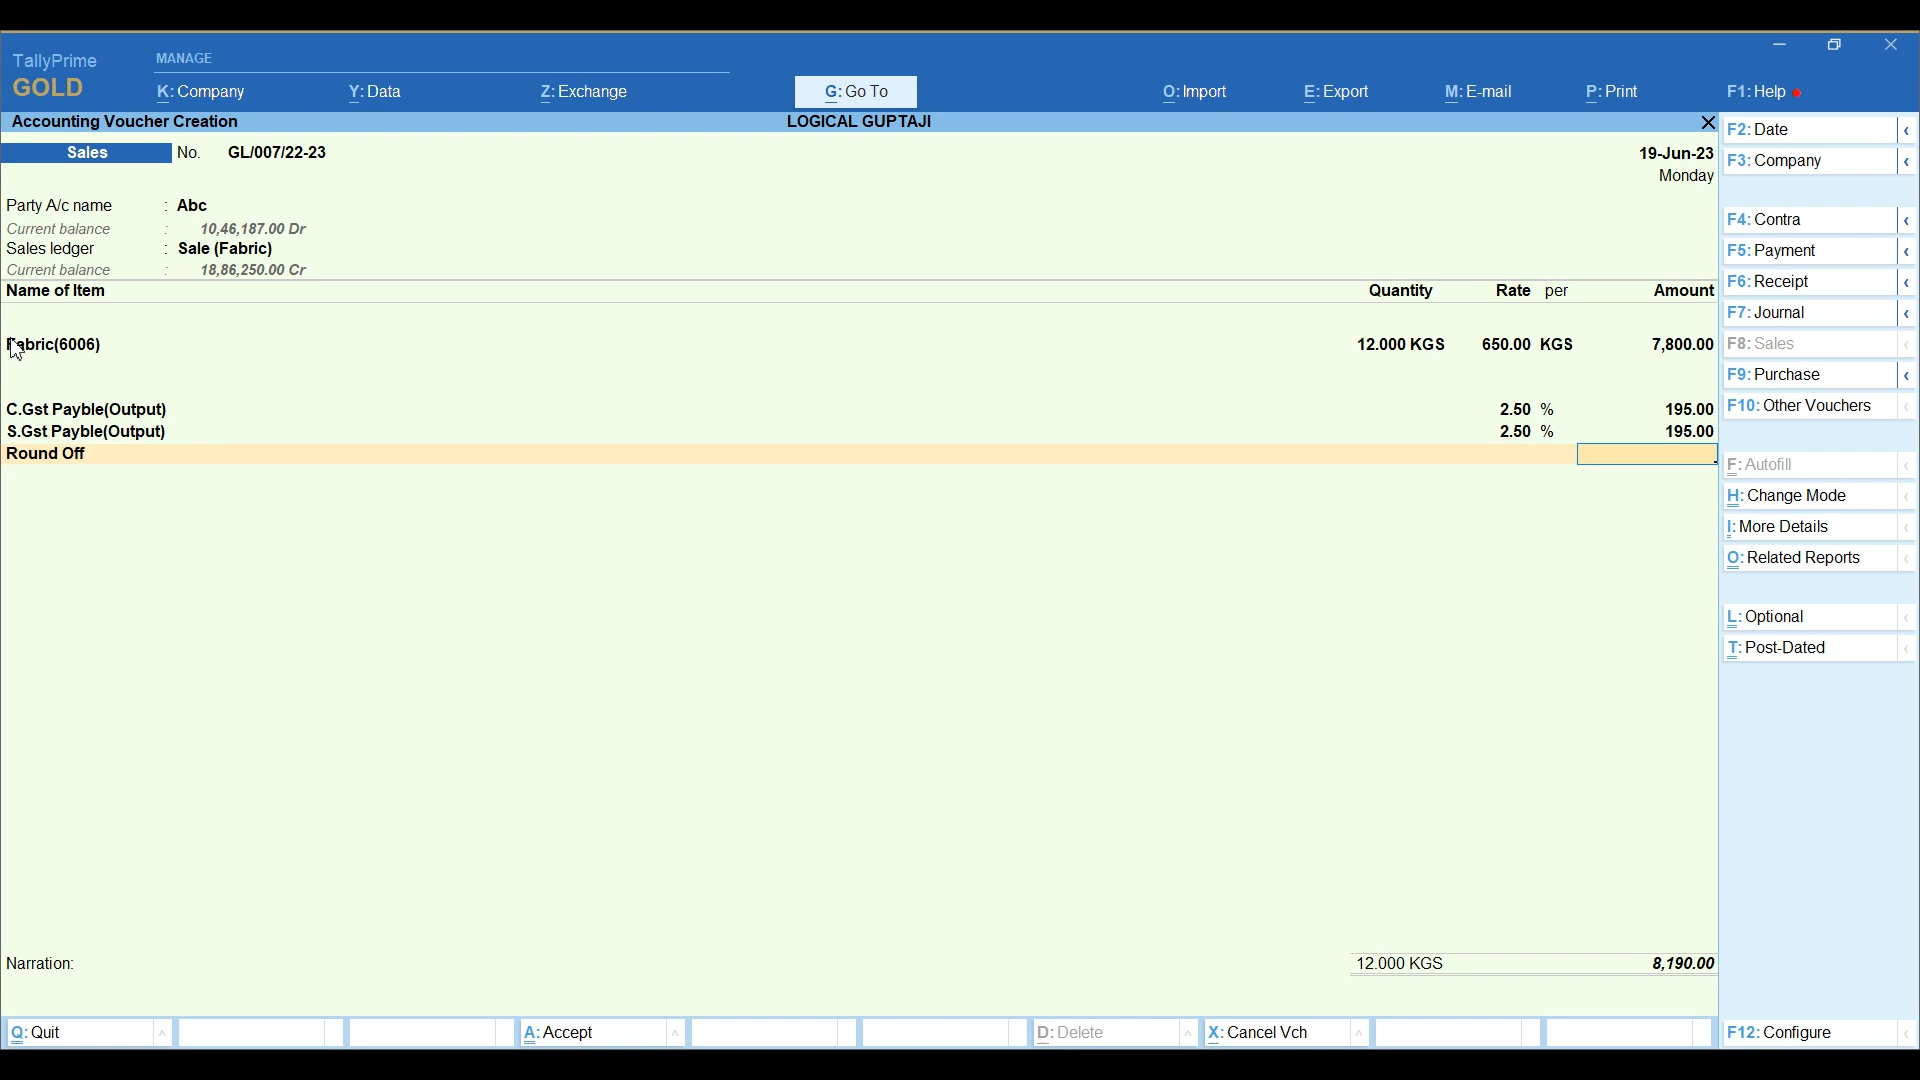 TallyPrime
GOLD
MANAGE
K: Company
Y: Data
Z: Exchange
G: Go To
O: Import
E: Export
M: E-mail
P: Print
F1: Help
Accounting Voucher Creation
LOGICAL GUPTAJI
Sales No. GL/007/22-23
19-Jun-23
Monday
Party A/c name : Abc
Current balance : 10,46,187.00 Dr
Sales ledger : Sale (Fabric)
Current balance : 18,86,250.00 Cr
Name of Item Quantity Rate per Amount
Fabric(6006) 12.000 KGS 650.00 KGS 7,800.00
C.Gst Payble(Output) 2.50 % 195.00
S.Gst Payble(Output) 2.50 % 195.00
Round Off
Narration: 12.000 KGS 8,190.00
F2: Date
F3: Company
F4: Contra
F5: Payment
F6: Receipt
F7: Journal
F8: Sales
F9: Purchase
F10: Other Vouchers
F: Autofill
H: Change Mode
I: More Details
O: Related Reports
L: Optional
T: Post-Dated
Q: Quit
A: Accept
D: Delete
X: Cancel Vch
F12: Configure